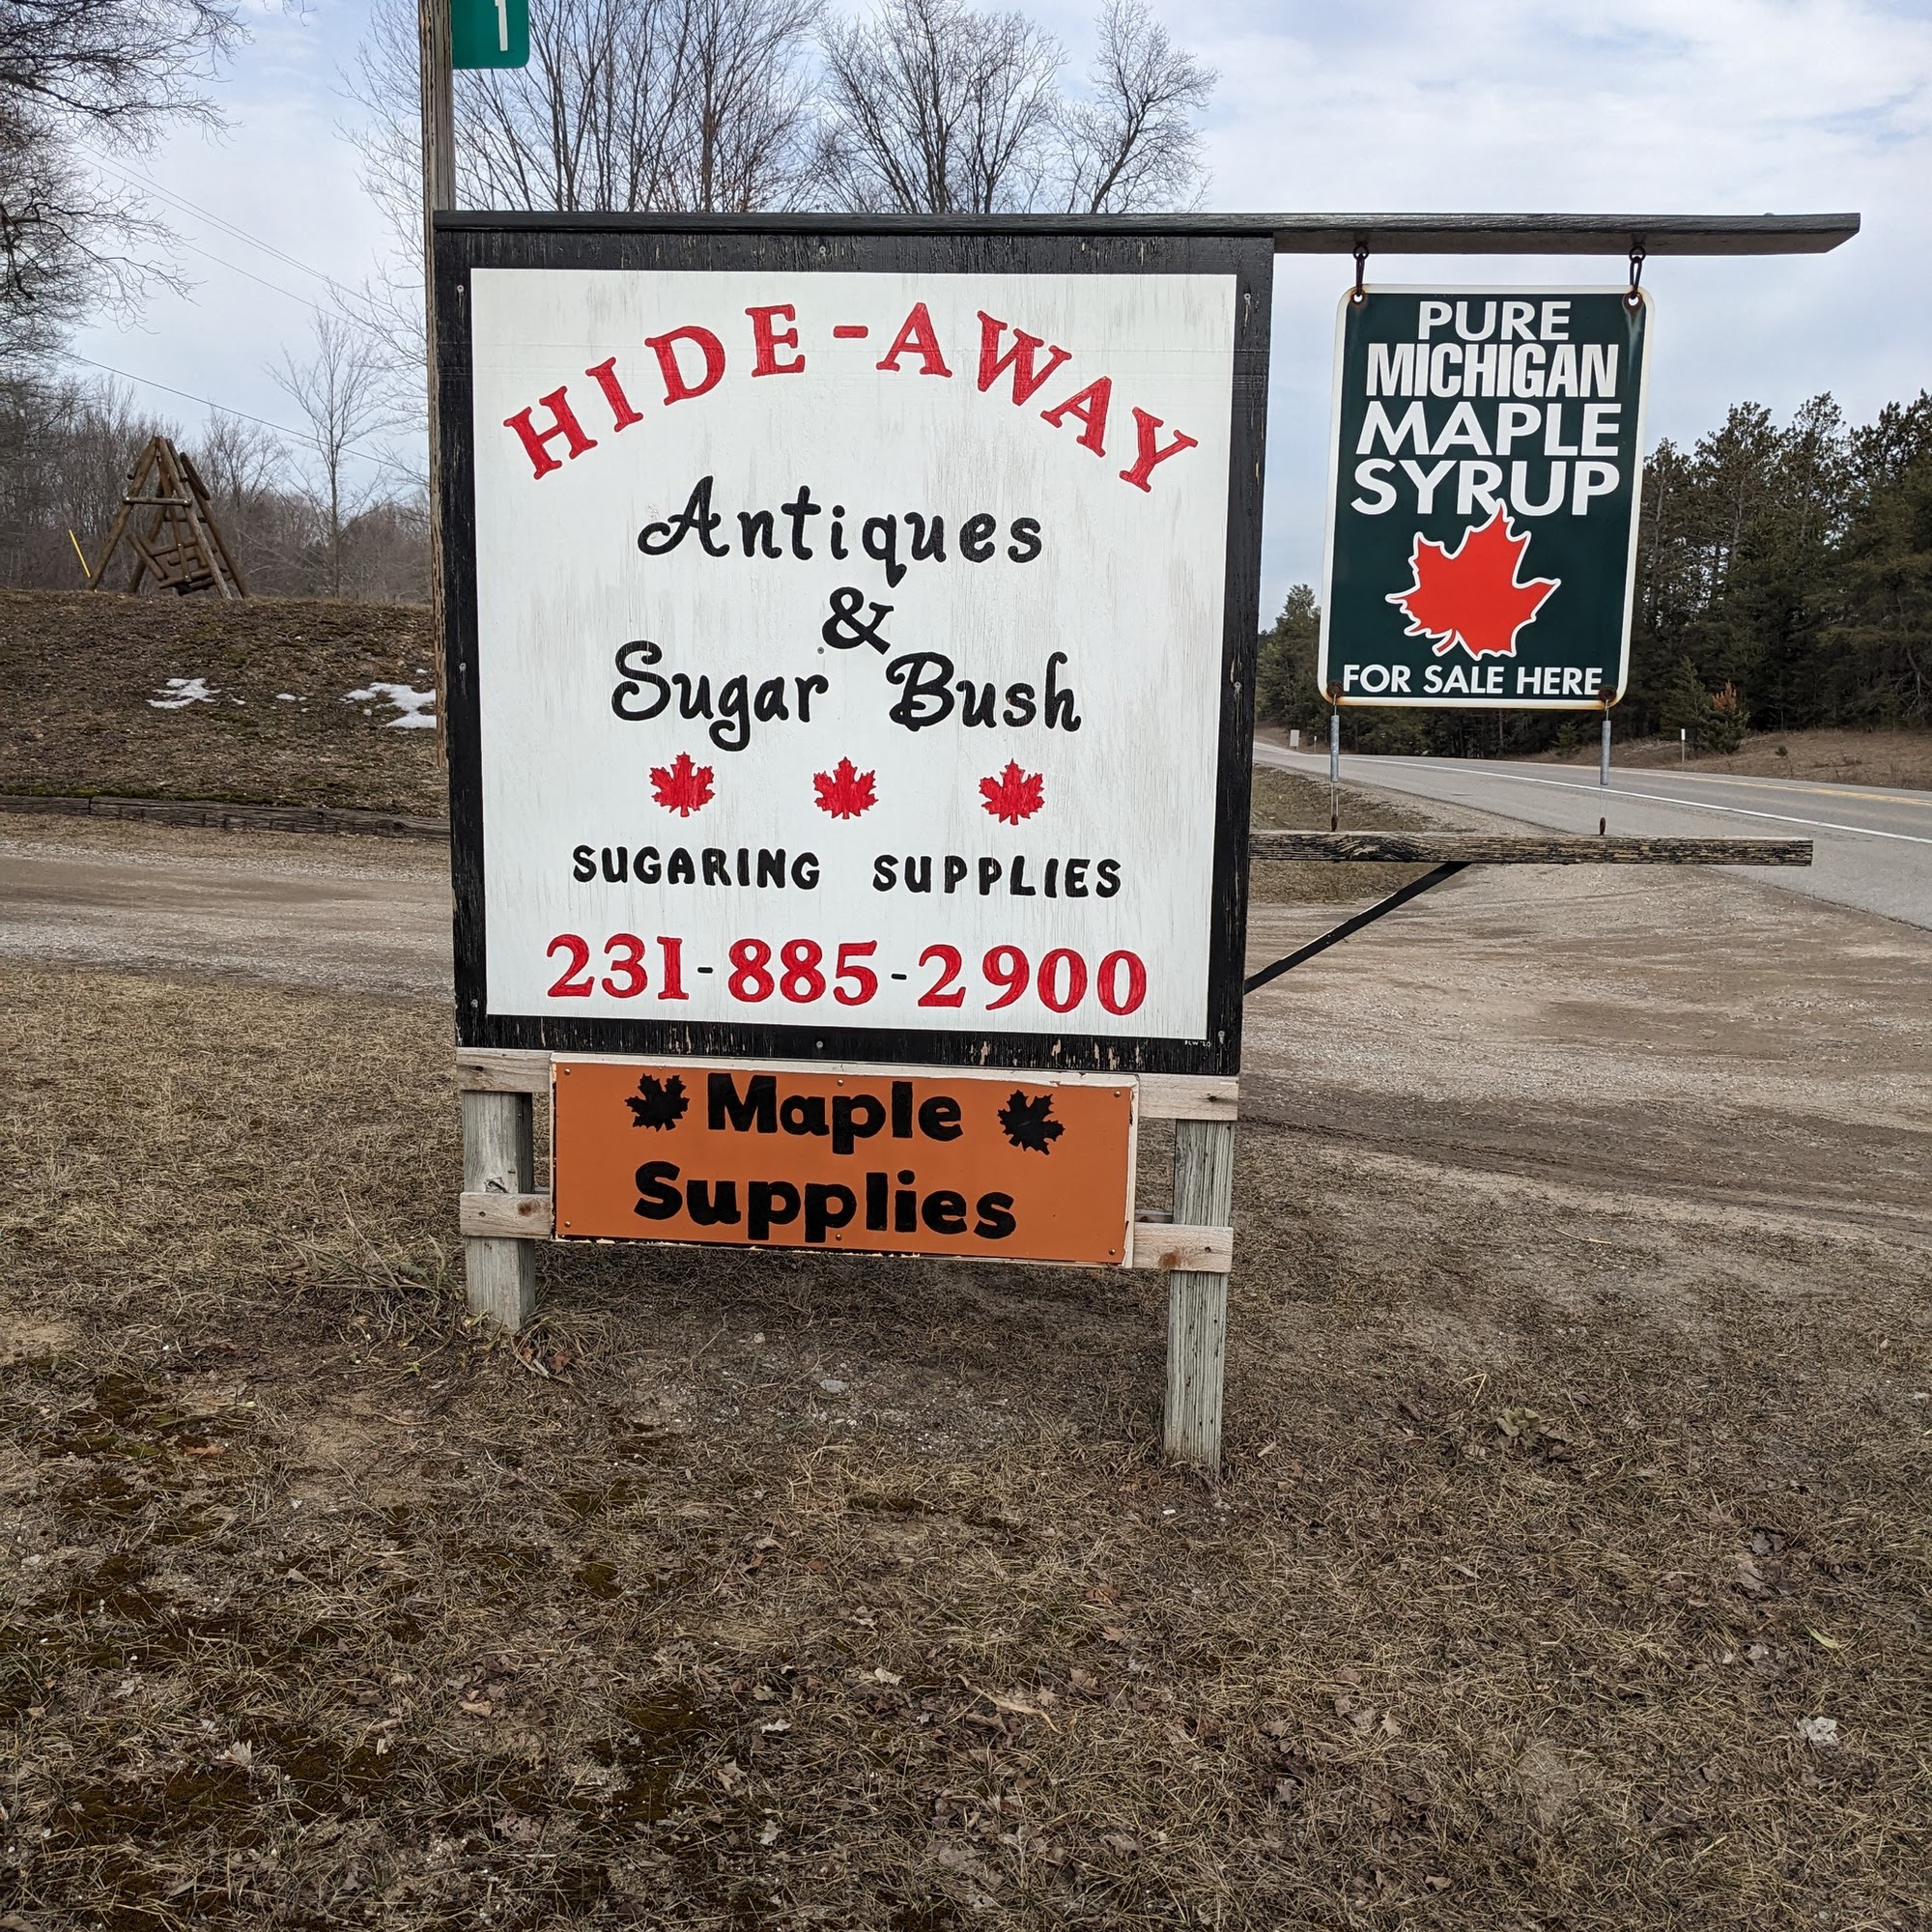 1
HIDE-AWAY
Antiques
&
Sugar Bush
SUGARING SUPPLIES
231-885-2900
Maple
Supplies
PURE
MICHIGAN
MAPLE
SYRUP
FOR SALE HERE